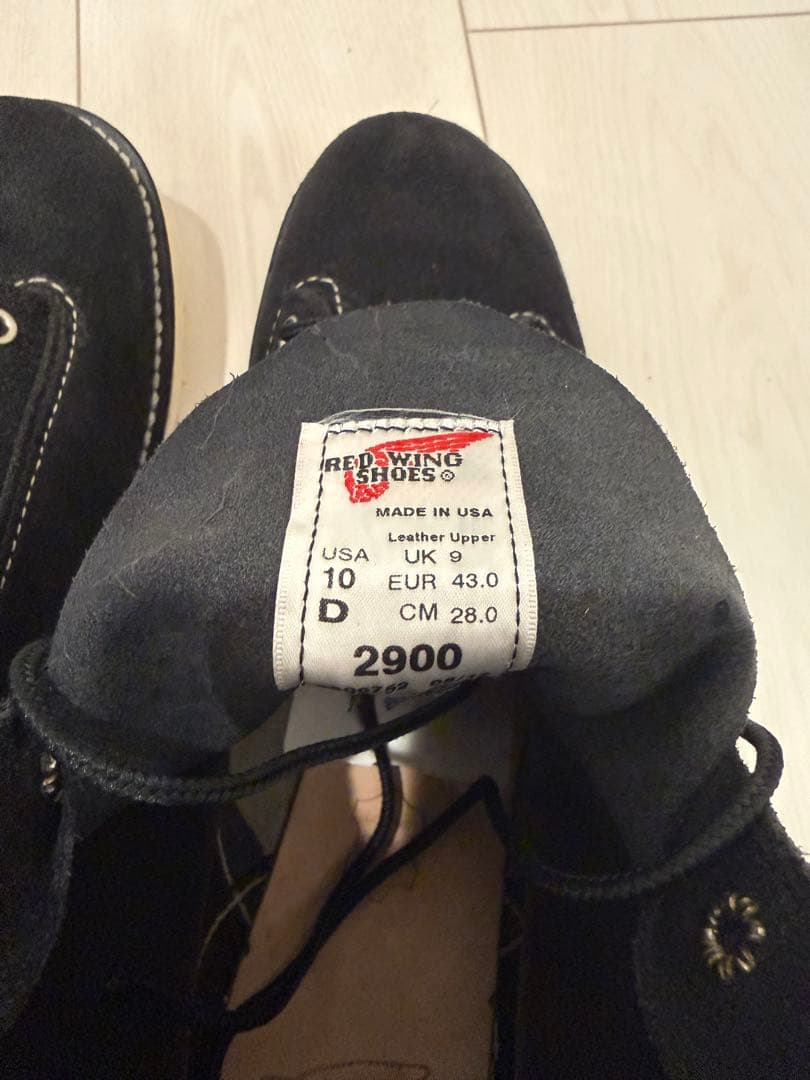 RED WING
SHOES ®
MADE IN USA
Leather Upper
USA UK 9
10 EUR 43.0
D CM 28.0
2900